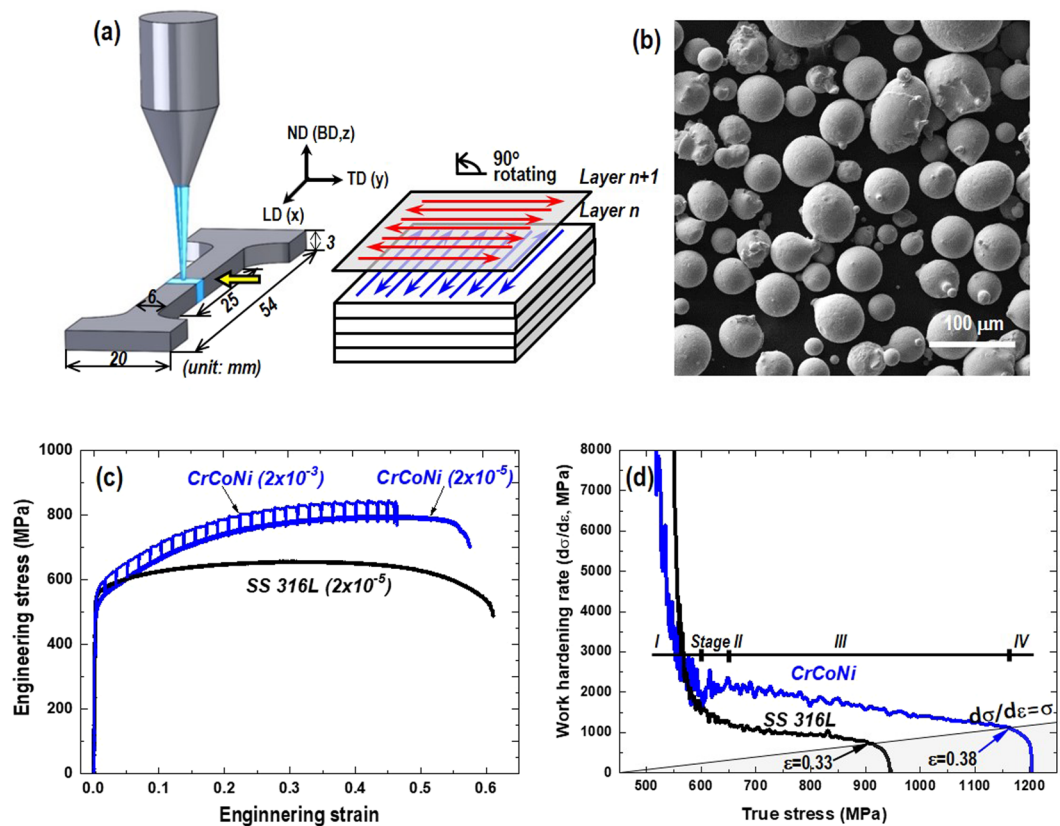 (a)
ND (BD,z)
TD (y)
LD (x)
90°
rotating
Layer n+1
Layer n
3
6
25
54
20
(unit: mm)
(b)
100 µm
(c)
1000
800
600
400
200
0
Engineering stress (MPa)
CrCoNi (2x10⁻³)
CrCoNi (2x10⁻⁵)
SS 316L (2x10⁻⁵)
0.0 0.1 0.2 0.3 0.4 0.5 0.6
Enginnering strain
(d)
8000
7000
6000
5000
4000
3000
2000
1000
0
Work hardening rate (dσ/dε, MPa)
I Stage II III IV
CrCoNi
SS 316L
dσ/dε=σ
ε=0.33
ε=0.38
500 600 700 800 900 1000 1100 1200
True stress (MPa)